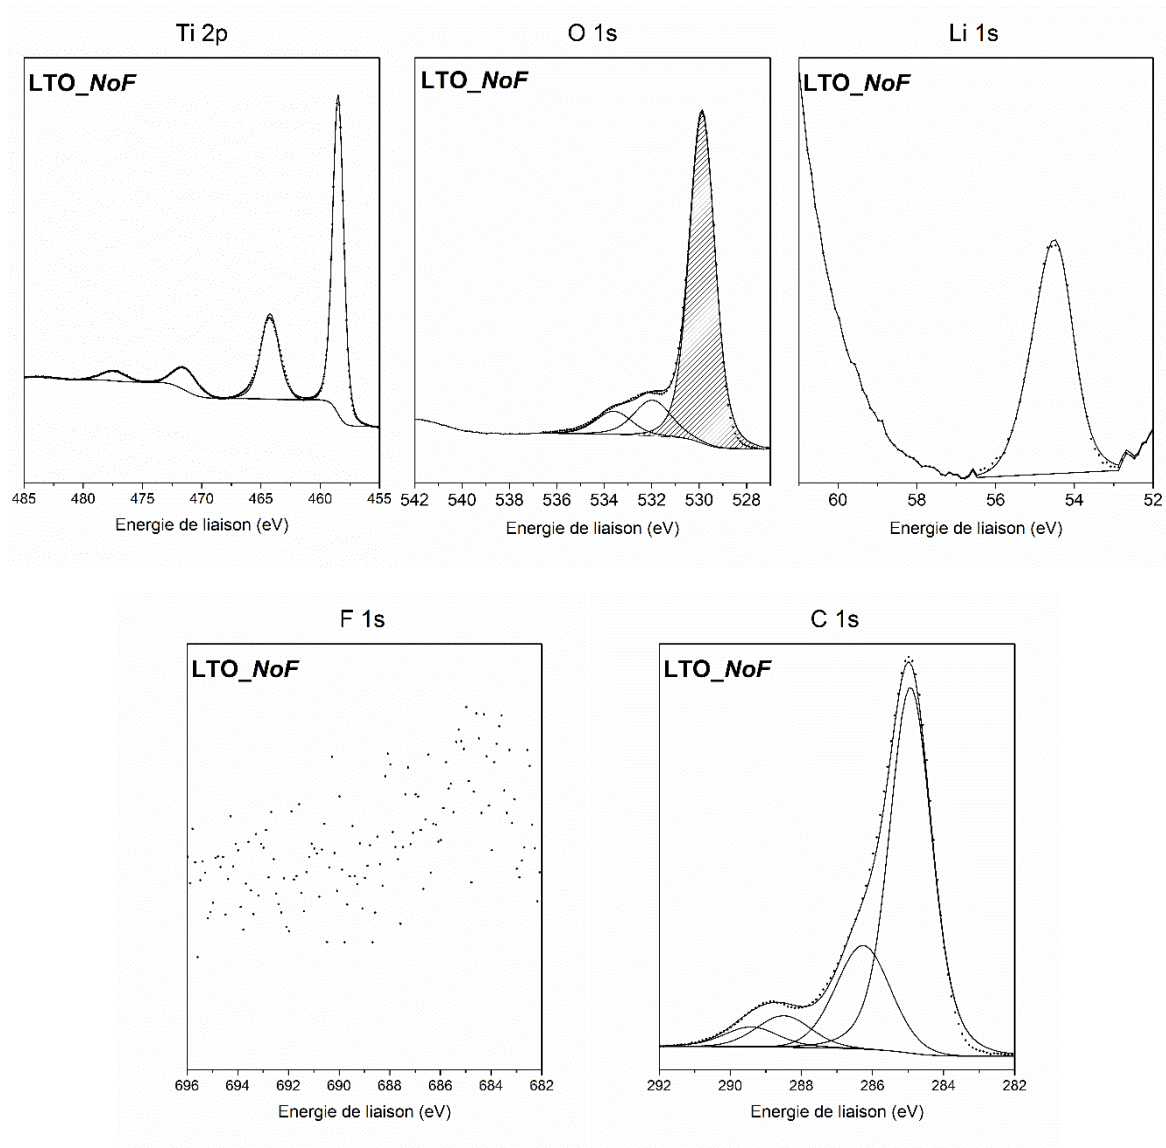 Ti 2p
O 1s
Li 1s
LTO_NoF
LTO_NoF
LTO_NoF
485 480 475 470 465 460 455
542 540 538 536 534 532 530 528
60 58 56 54 52
Energie de liaison (eV)
Energie de liaison (eV)
Energie de liaison (eV)
F 1s
C 1s
LTO_NoF
LTO_NoF
696 694 692 690 688 686 684 682
292 290 288 286 284 282
Energie de liaison (eV)
Energie de liaison (eV)